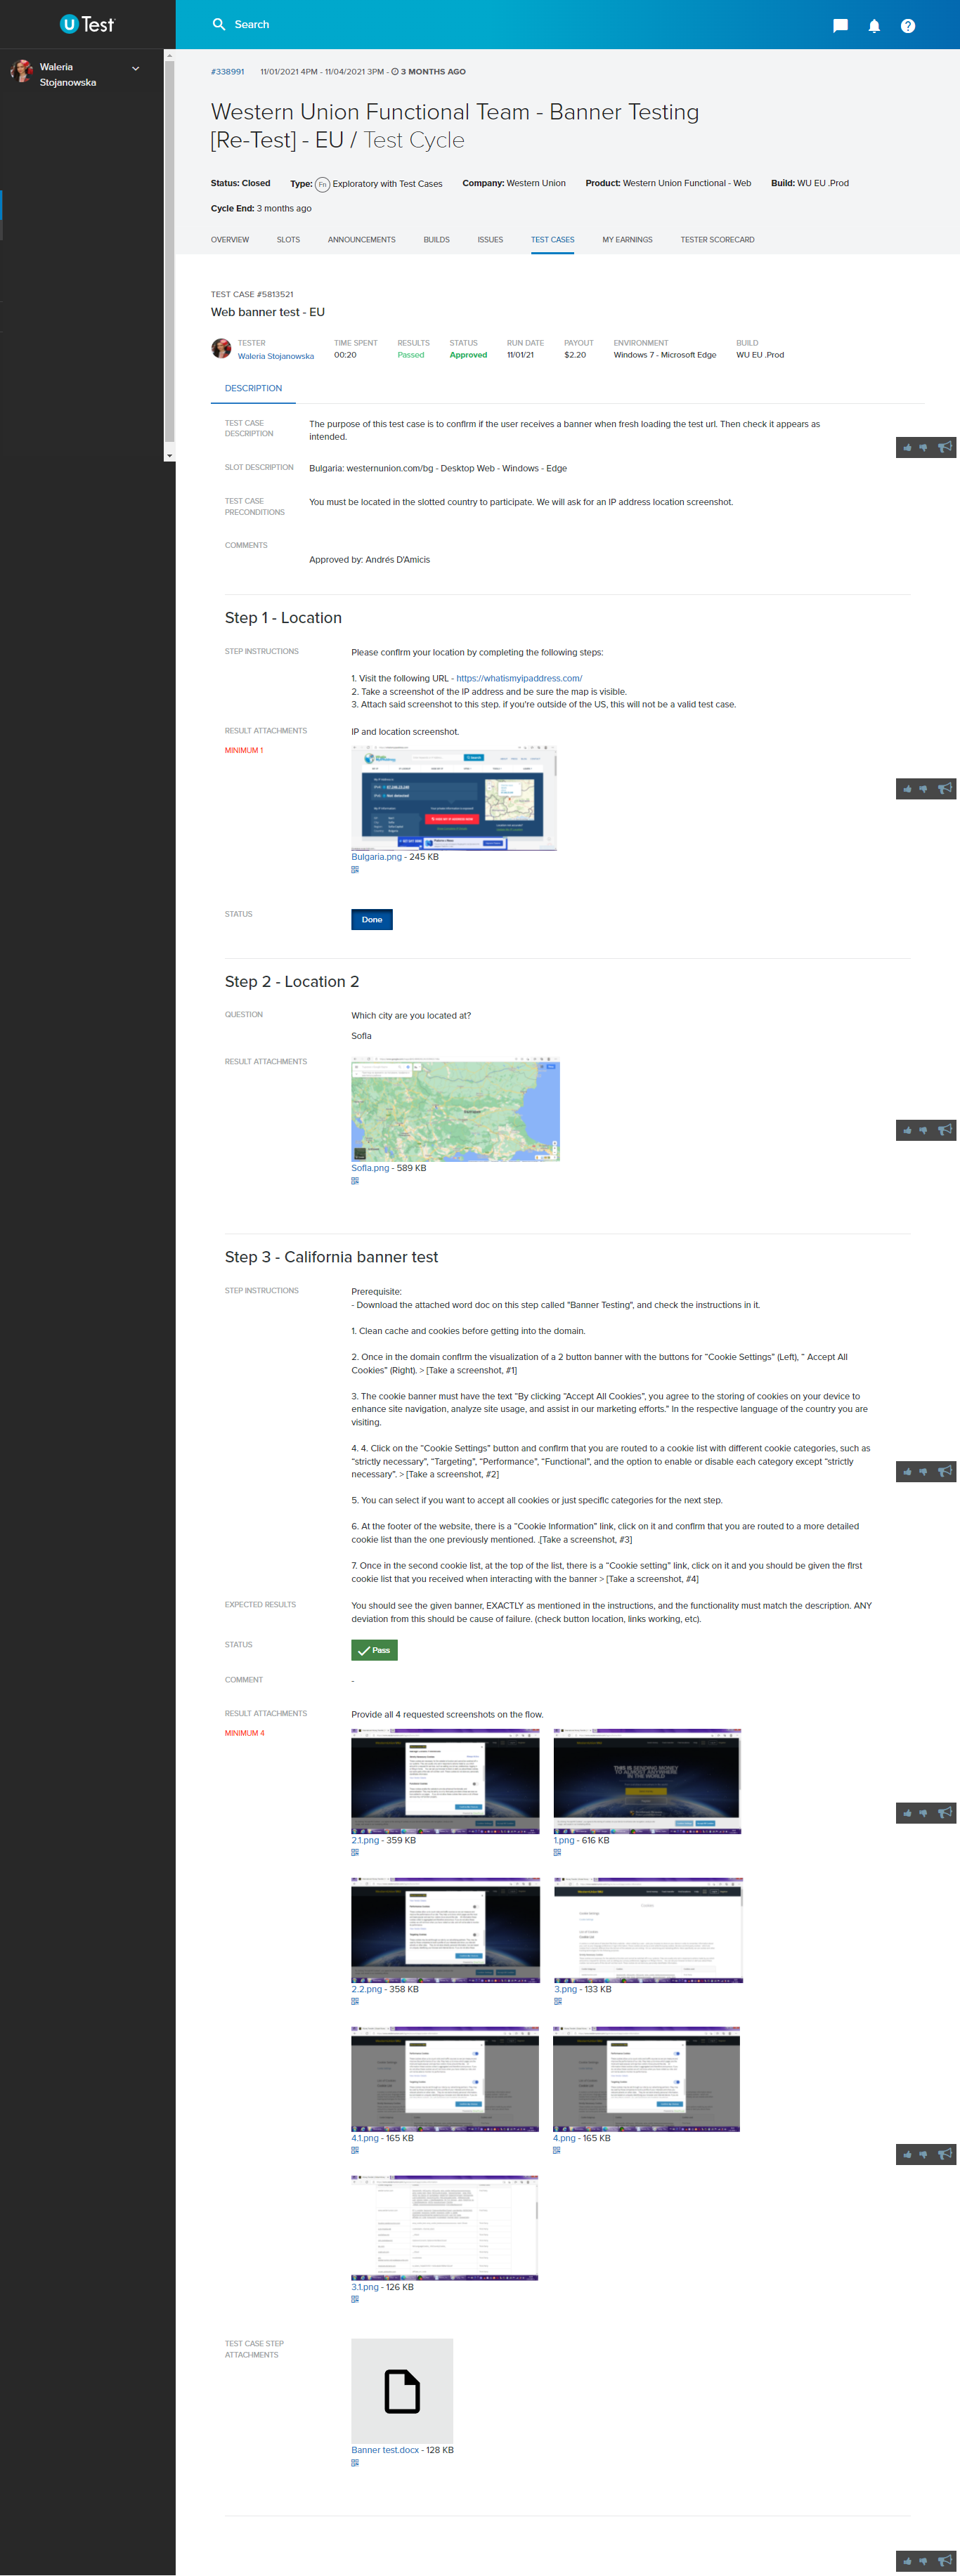 uTest
Search
Waleria
Stojanowska
#338991 11/01/2021 4PM - 11/04/2021 3PM - 3 MONTHS AGO
Western Union Functional Team - Banner Testing
[Re-Test] - EU / Test Cycle
Status: Closed Type: Fn Exploratory with Test Cases Company: Western Union Product: Western Union Functional - Web Build: WU EU .Prod
Cycle End: 3 months ago
OVERVIEW SLOTS ANNOUNCEMENTS BUILDS ISSUES TEST CASES MY EARNINGS TESTER SCORECARD
TEST CASE #5813521
Web banner test - EU
TESTER TIME SPENT RESULTS STATUS RUN DATE PAYOUT ENVIRONMENT BUILD
Waleria Stojanowska 00:20 Passed Approved 11/01/21 $2.20 Windows 7 - Microsoft Edge WU EU .Prod
DESCRIPTION
TEST CASE DESCRIPTION
The purpose of this test case is to confirm if the user receives a banner when fresh loading the test url. Then check it appears as
intended.
SLOT DESCRIPTION Bulgaria: westernunion.com/bg - Desktop Web - Windows - Edge
TEST CASE PRECONDITIONS
You must be located in the slotted country to participate. We will ask for an IP address location screenshot.
COMMENTS
Approved by: Andrés D'Amicis
Step 1 - Location
STEP INSTRUCTIONS Please confirm your location by completing the following steps:
1. Visit the following URL - https://whatismyipaddress.com/
2. Take a screenshot of the IP address and be sure the map is visible.
3. Attach said screenshot to this step. if you're outside of the US, this will not be a valid test case.
RESULT ATTACHMENTS IP and location screenshot.
MINIMUM 1
Bulgaria.png - 245 KB
STATUS Done
Step 2 - Location 2
QUESTION Which city are you located at?
Sofia
RESULT ATTACHMENTS
Sofia.png - 589 KB
Step 3 - California banner test
STEP INSTRUCTIONS Prerequisite:
- Download the attached word doc on this step called "Banner Testing", and check the instructions in it.
1. Clean cache and cookies before getting into the domain.
2. Once in the domain confirm the visualization of a 2 button banner with the buttons for “Cookie Settings” (Left), “ Accept All
Cookies” (Right). > [Take a screenshot, #1]
3. The cookie banner must have the text “By clicking “Accept All Cookies”, you agree to the storing of cookies on your device to
enhance site navigation, analyze site usage, and assist in our marketing efforts.” In the respective language of the country you are
visiting.
4. 4. Click on the “Cookie Settings” button and confirm that you are routed to a cookie list with different cookie categories, such as
“strictly necessary”, “Targeting”, “Performance”, “Functional”, and the option to enable or disable each category except “strictly
necessary”. > [Take a screenshot, #2]
5. You can select if you want to accept all cookies or just specific categories for the next step.
6. At the footer of the website, there is a “Cookie Information” link, click on it and confirm that you are routed to a more detailed
cookie list than the one previously mentioned. .[Take a screenshot, #3]
7. Once in the second cookie list, at the top of the list, there is a “Cookie setting” link, click on it and you should be given the first
cookie list that you received when interacting with the banner > [Take a screenshot, #4]
EXPECTED RESULTS You should see the given banner, EXACTLY as mentioned in the instructions, and the functionality must match the description. ANY
deviation from this should be cause of failure. (check button location, links working, etc).
STATUS Pass
COMMENT -
RESULT ATTACHMENTS Provide all 4 requested screenshots on the flow.
MINIMUM 4
THIS IS SENDING MONEY
TO ALMOST ANYWHERE
IN THE WORLD
2.1.png - 359 KB 1.png - 616 KB
2.2.png - 358 KB 3.png - 133 KB
4.1.png - 165 KB 4.png - 165 KB
3.1.png - 126 KB
TEST CASE STEP
ATTACHMENTS
Banner test.docx - 128 KB